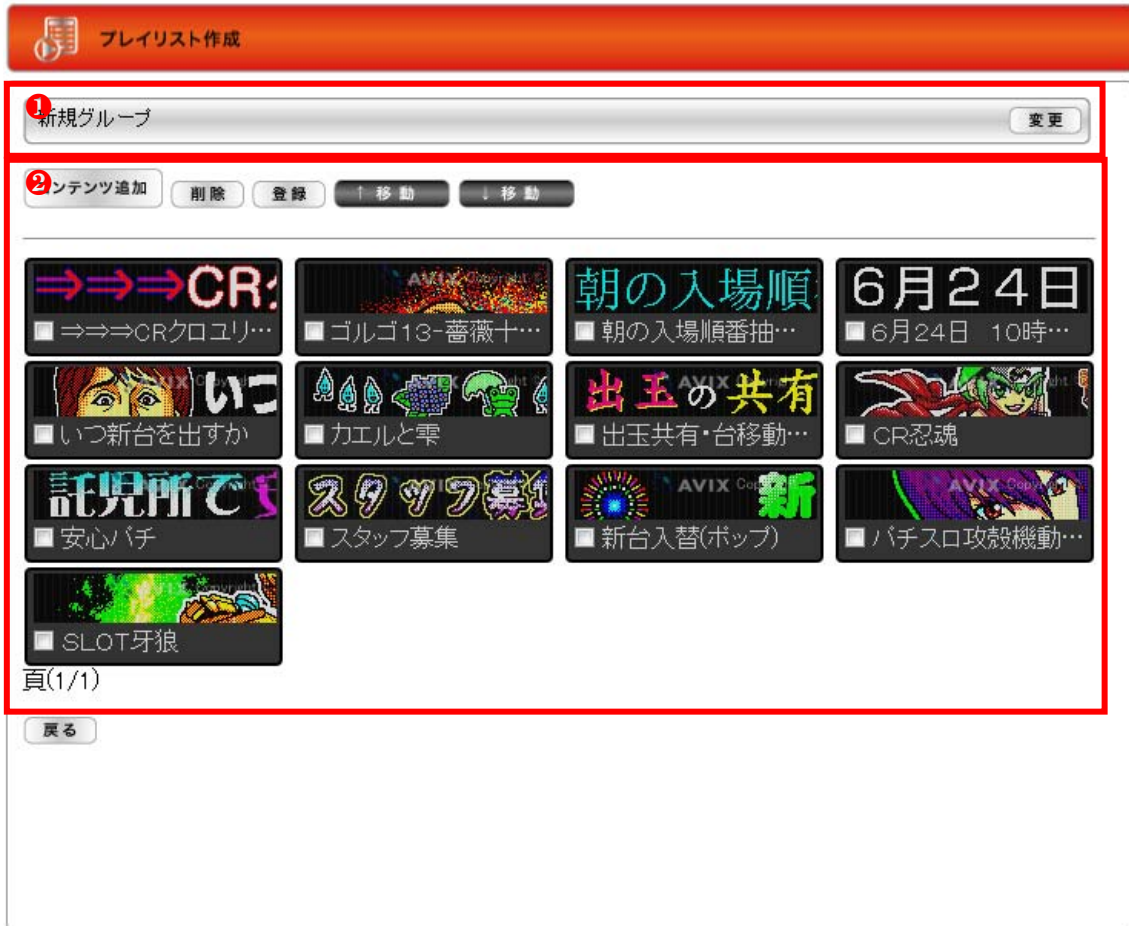 プレイリスト作成
❶新規グループ
変更
❷コンテンツ追加 削除 登録 ↑移動 ↓移動
⇒⇒⇒CR
朝の入場順
6月24日
⇒⇒⇒CRクロユリ…
ゴルゴ13-薔薇十…
朝の入場順番抽…
6月24日 10時…
いつ
出玉の共有
いつ新台を出すか
カエルと雫
出玉共有・台移動…
CR忍魂
託児所で
スタッフ募
新
安心パチ
スタッフ募集
新台入替(ポップ)
パチスロ攻殻機動…
AVIX Copyright
SLOT牙狼
頁(1/1)
戻る